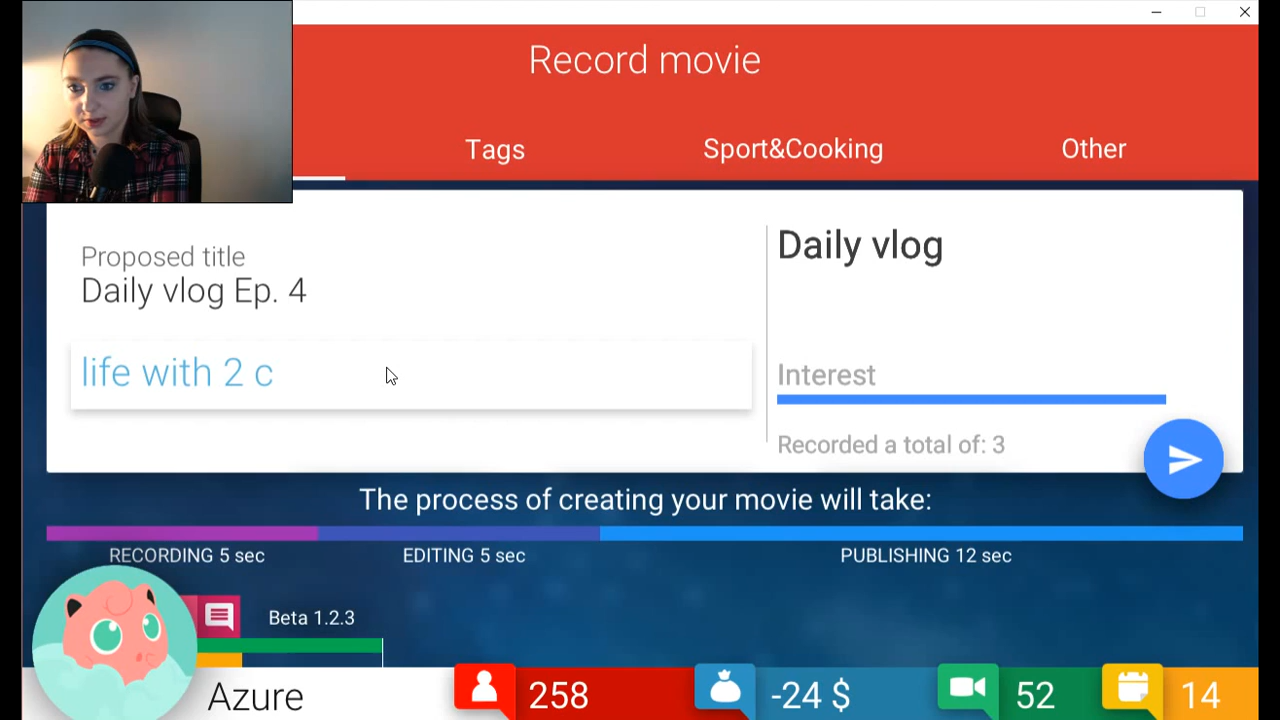 Record movie
Tags
Sport&Cooking
Other
Proposed title
Daily vlog Ep. 4
life with 2 c
Daily vlog
Interest
Recorded a total of: 3
The process of creating your movie will take:
RECORDING 5 sec
EDITING 5 sec
PUBLISHING 12 sec
Beta 1.2.3
Azure
258
-24 $
52
14